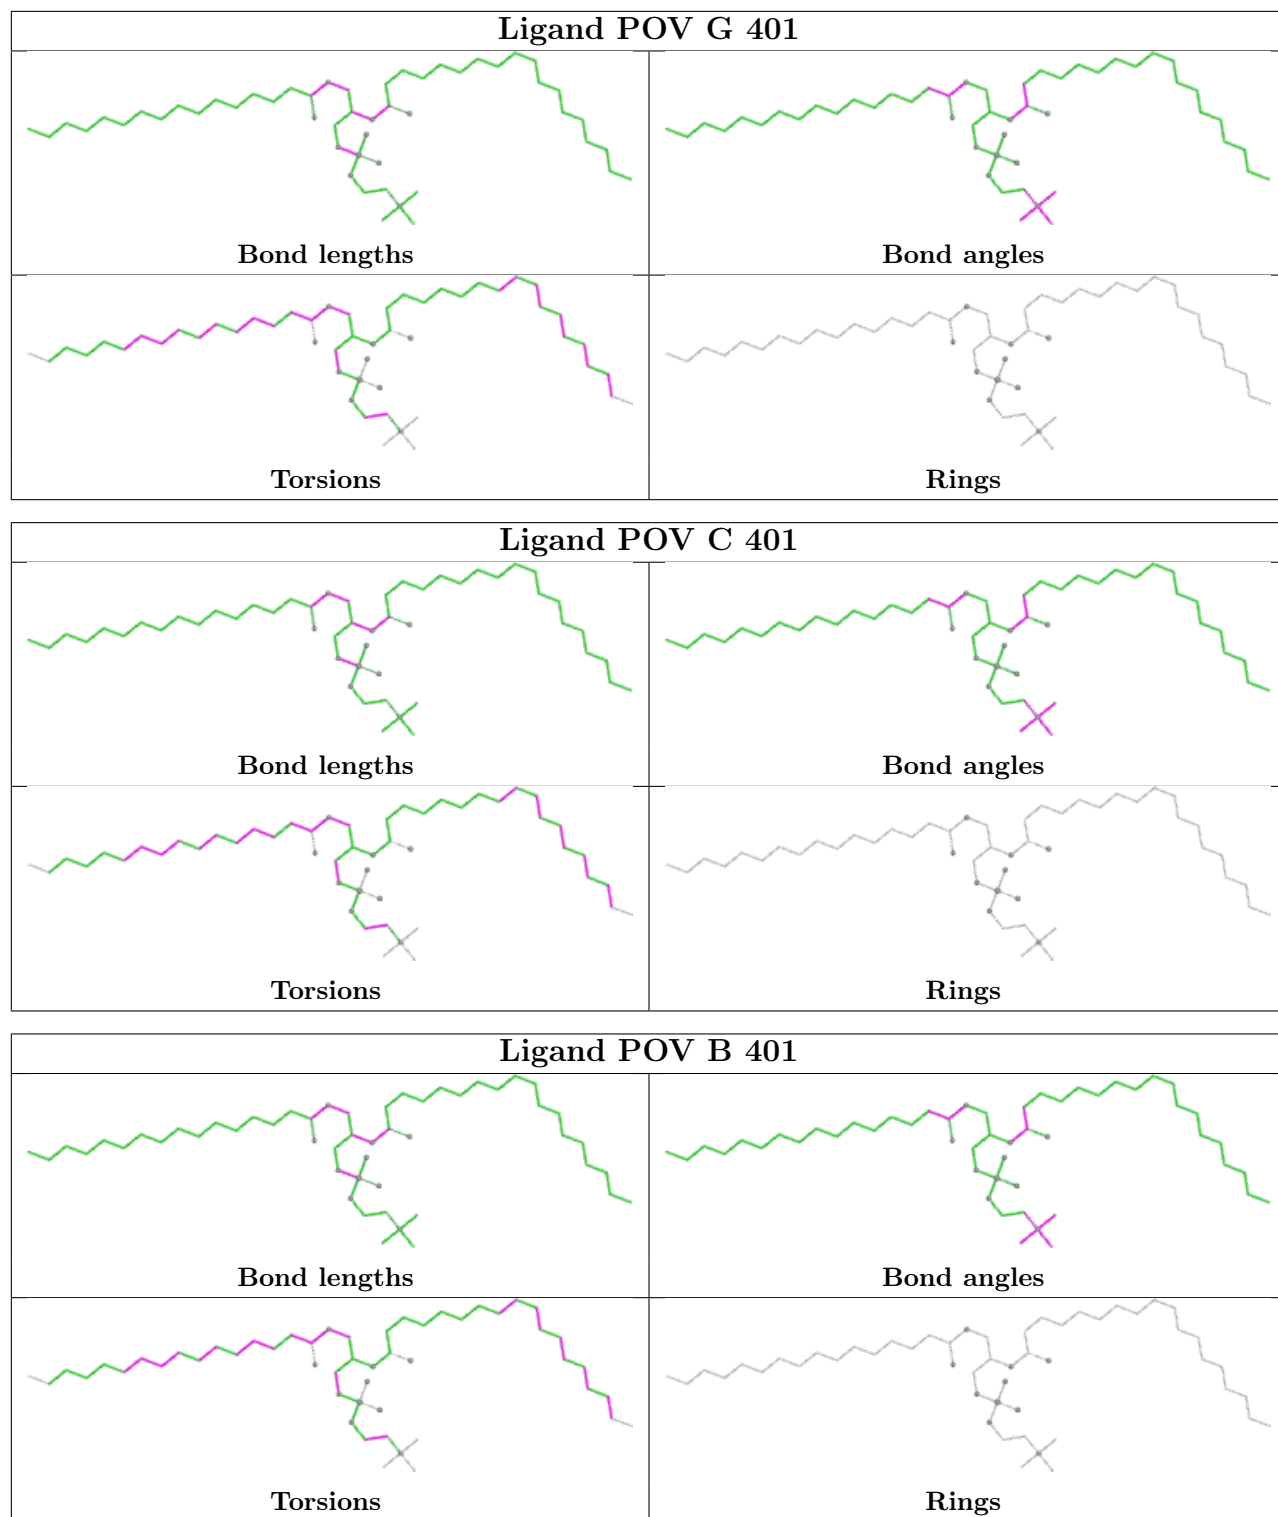 Ligand POV G 401
Bond lengths
Bond angles
Torsions
Rings
Ligand POV C 401
Bond lengths
Bond angles
Torsions
Rings
Ligand POV B 401
Bond lengths
Bond angles
Torsions
Rings